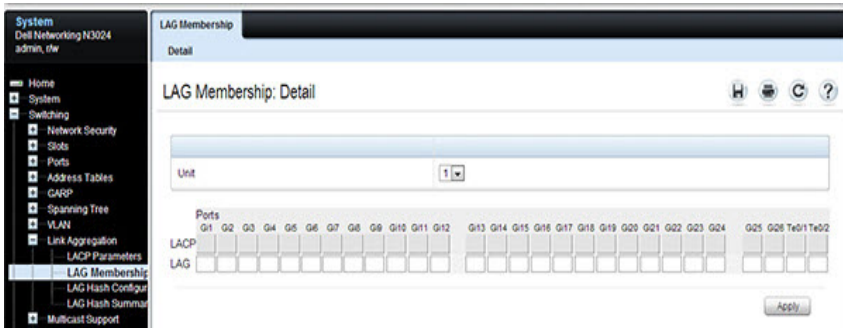 System
Dell Networking N3024
admin, r/w
Home
System
Switching
Network Security
Slots
Ports
Address Tables
GARP
Spanning Tree
VLAN
Link Aggregation
LACP Parameters
LAG Membership
LAG Hash Configur
LAG Hash Summar
Multicast Support
LAG Membership
Detail
LAG Membership: Detail
Unit 1
Ports
Gi1 Gi2 Gi3 Gi4 Gi5 Gi6 Gi7 Gi8 Gi9 Gi10 Gi11 Gi12 Gi13 Gi14 Gi15 Gi16 Gi17 Gi18 Gi19 Gi20 Gi21 Gi22 Gi23 Gi24 Gi25 Gi26 Te0/1 Te0/2
LACP
LAG
Apply